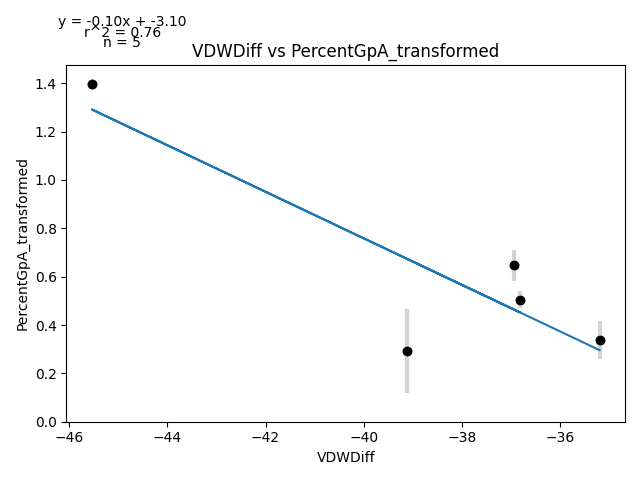 y = -0.10x + -3.10
r^2 = 0.76
n = 5
VDWDiff vs PercentGpA_transformed
PercentGpA_transformed
1.4
1.2
1.0
0.8
0.6
0.4
0.2
0.0
−46 −44 −42 −40 −38 −36
VDWDiff